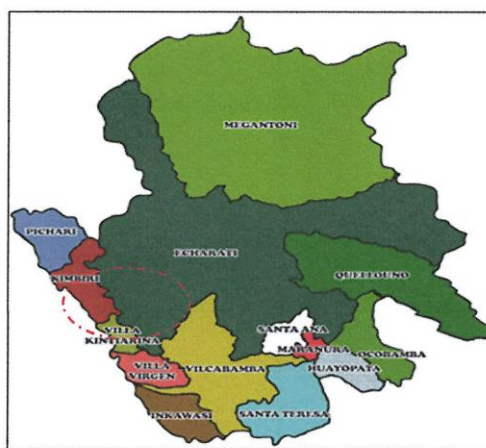 MEGANTONI
PICHARI
ECHARATI
KIMBIRI
QUELLOUNO
VILLA
KINTIARINA
SANTA ANA
MARANURA
OCOBAMBA
VILLA
VIRGEN
VILCABAMBA
HUAYOPATA
INKAWASI
SANTA TERESA